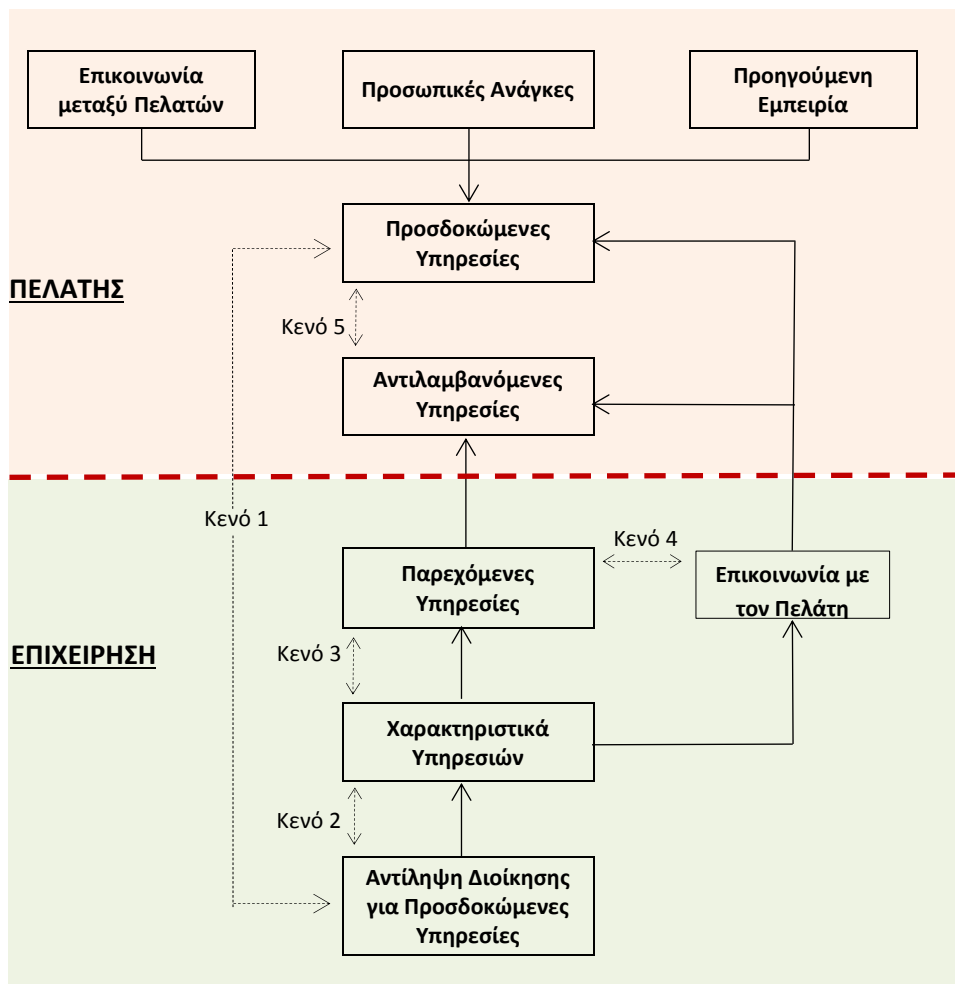 Επικοινωνία
μεταξύ Πελατών
Προσωπικές Ανάγκες
Προηγούμενη
Εμπειρία
Προσδοκώμενες
Υπηρεσίες
ΠΕΛΑΤΗΣ
Κενό 5
Αντιλαμβανόμενες
Υπηρεσίες
Κενό 1
Κενό 4
Παρεχόμενες
Υπηρεσίες
Επικοινωνία με
τον Πελάτη
ΕΠΙΧΕΙΡΗΣΗ
Κενό 3
Χαρακτηριστικά
Υπηρεσιών
Κενό 2
Αντίληψη Διοίκησης
για Προσδοκώμενες
Υπηρεσίες